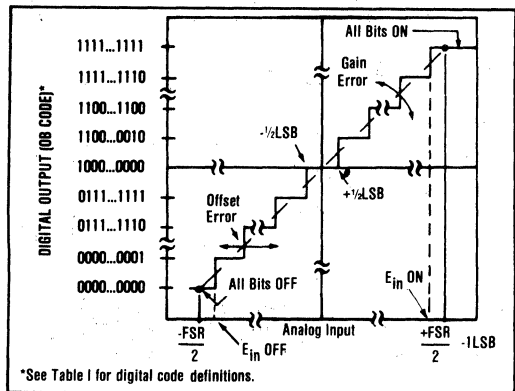 DIGITAL OUTPUT (OB CODE)*
1111...1111
1111...1110
1100...1100
1100...0010
1000...0000
0111...1111
0111...1110
0000...0001
0000...0000
All Bits ON
Gain
Error
-½LSB
+½LSB
Offset
Error
All Bits OFF
E in ON
-FSR
2
E in OFF
Analog Input
+FSR
2
-1LSB
*See Table I for digital code definitions.